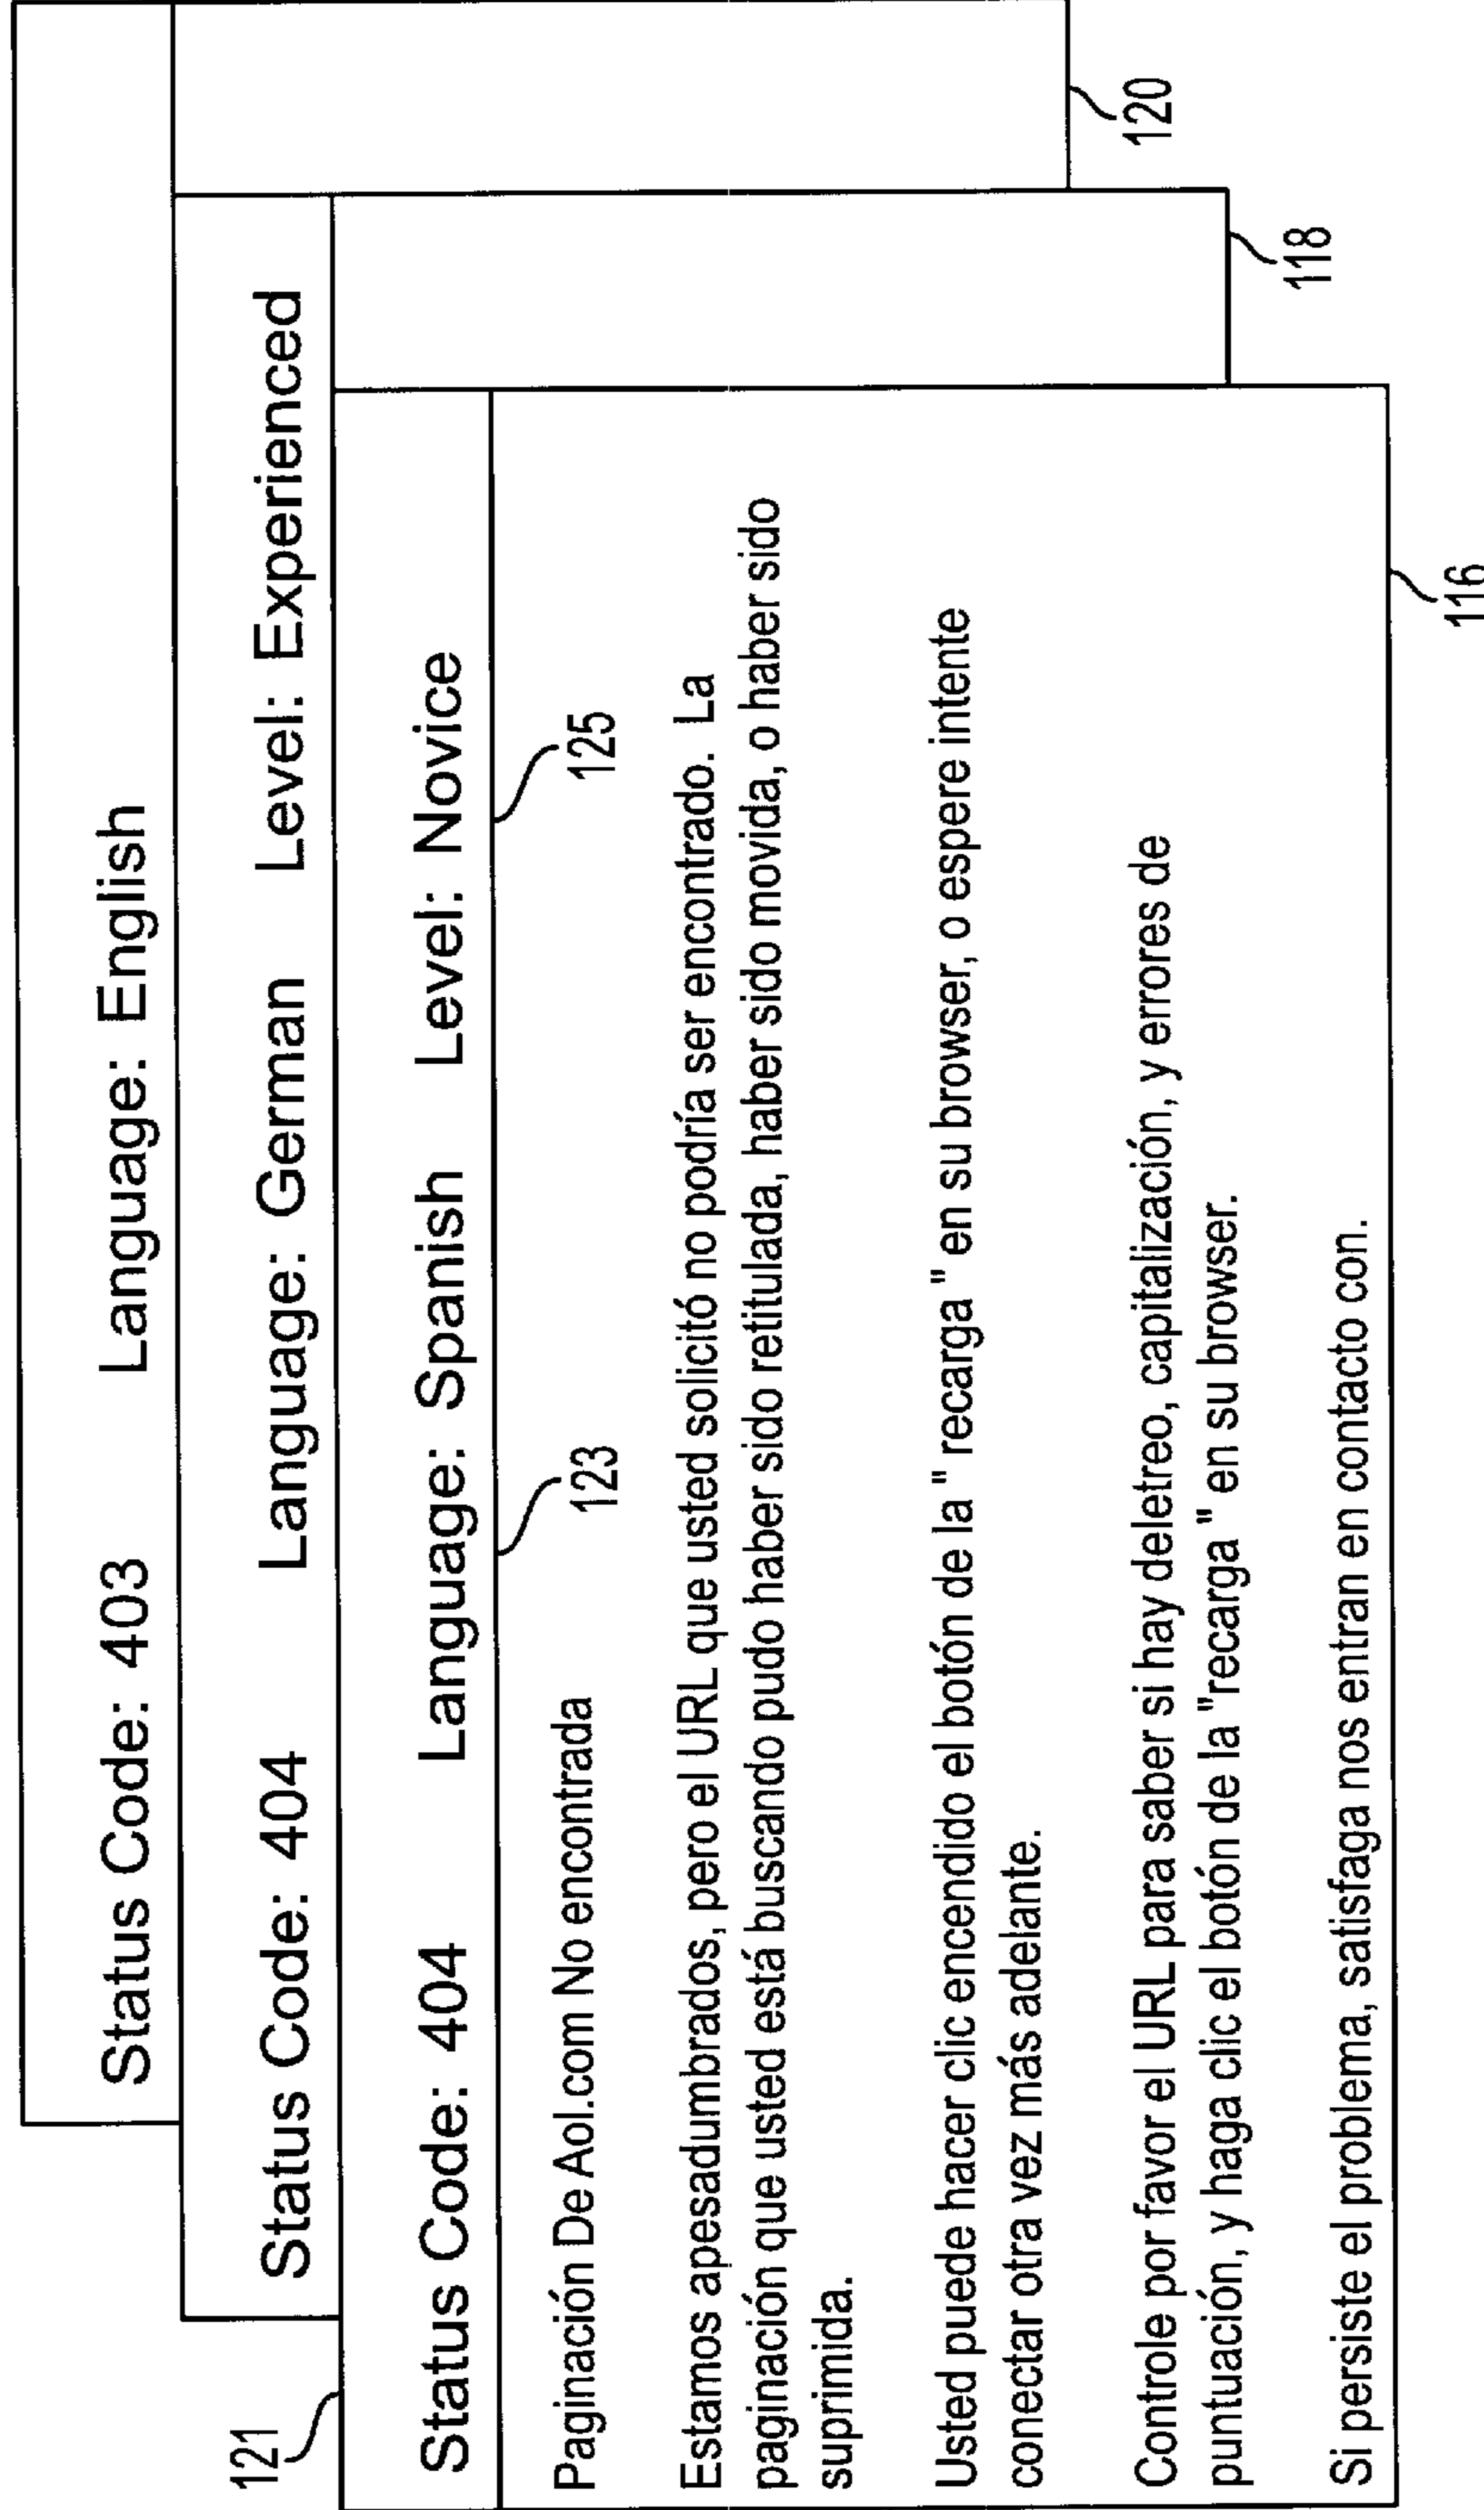 Status Code: 403 Language: English
Status Code: 404 Language: German Level: Experienced
121
Status Code: 404 Language: Spanish Level: Novice
123
125
Paginación De Aol.com No encontrada
Estamos apesadumbrados, pero el URL que usted solicitó no podría ser encontrado. La
paginación que usted está buscando pudo haber sido retitulada, haber sido movida, o haber sido
suprimida.
Usted puede hacer clic encendido el botón de la " recarga " en su browser, o espere intente
conectar otra vez más adelante.
Controle por favor el URL para saber si hay deletreo, capitalización, y errores de
puntuación, y haga clic el botón de la "recarga " en su browser.
Si persiste el problema, satisfaga nos entran en contacto con.
120
118
116